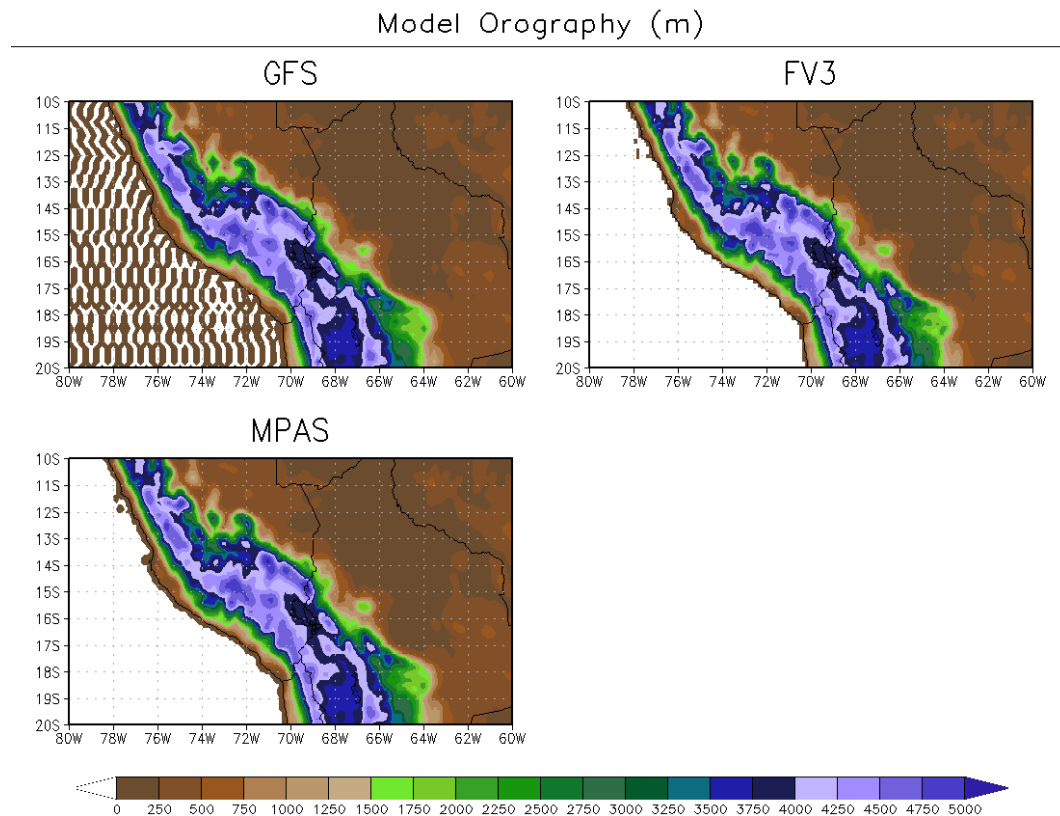 Model Orography (m)
GFS
FV3
10S
11S
12S
13S
14S
15S
16S
17S
18S
19S
20S
80W 78W 76W 74W 72W 70W 68W 66W 64W 62W 60W
10S
11S
12S
13S
14S
15S
16S
17S
18S
19S
20S
80W 78W 76W 74W 72W 70W 68W 66W 64W 62W 60W
MPAS
10S
11S
12S
13S
14S
15S
16S
17S
18S
19S
20S
80W 78W 76W 74W 72W 70W 68W 66W 64W 62W 60W
0 250 500 750 1000 1250 1500 1750 2000 2250 2500 2750 3000 3250 3500 3750 4000 4250 4500 4750 5000